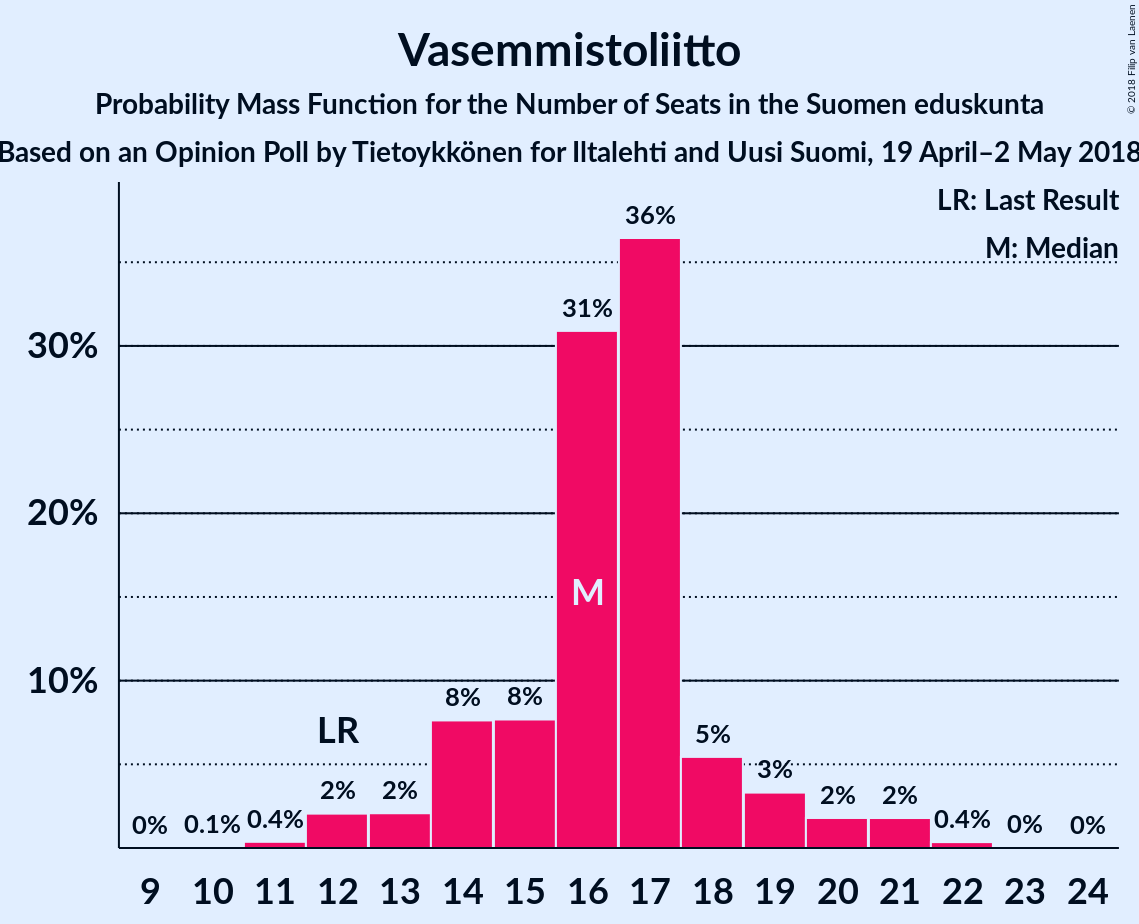 Vasemmistoliitto
Probability Mass Function for the Number of Seats in the Suomen eduskunta
Based on an Opinion Poll by Tietoykkönen for Iltalehti and Uusi Suomi, 19 April–2 May 2018
© 2018 Filip van Laenen
LR: Last Result
M: Median
36%
31%
30%
20%
M
10%
8% 8%
LR
5%
3%
2% 2% 2% 2%
0% 0.1% 0.4% 0.4% 0% 0%
9 10 11 12 13 14 15 16 17 18 19 20 21 22 23 24